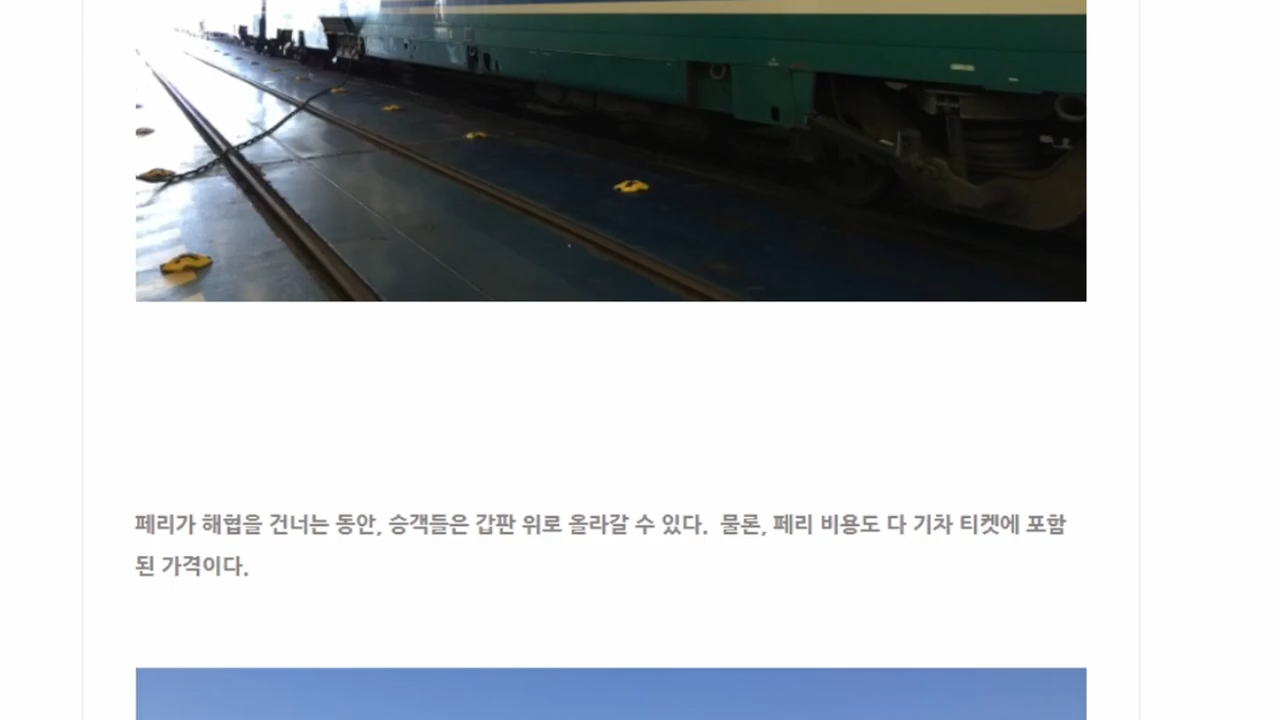 페리가 해협을 건너는 동안, 승객들은 갑판 위로 올라갈 수 있다. 물론, 페리 비용도 다 기차 티켓에 포함
된 가격이다.